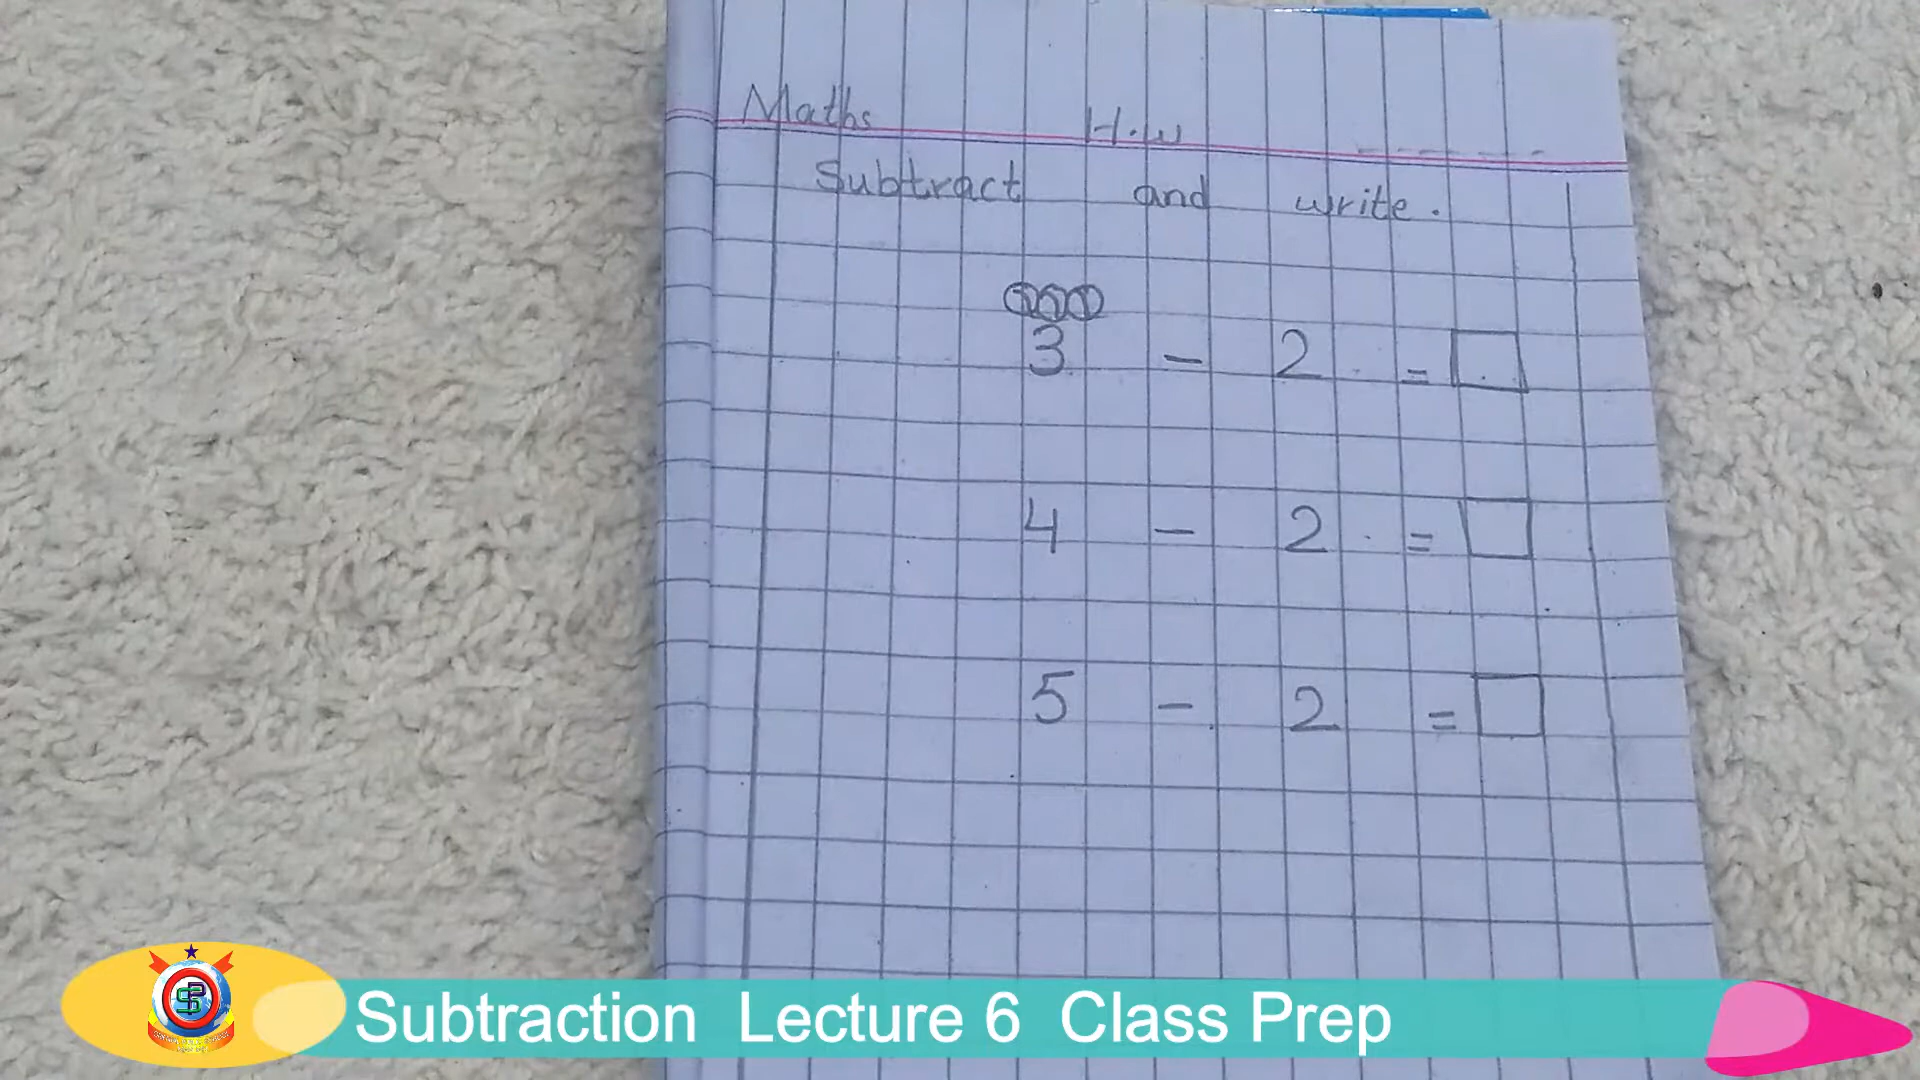 Maths H.W
Subtract and write.
3 - 2 = 
4 - 2 = 
5 - 2 = 
Subtraction Lecture 6 Class Prep